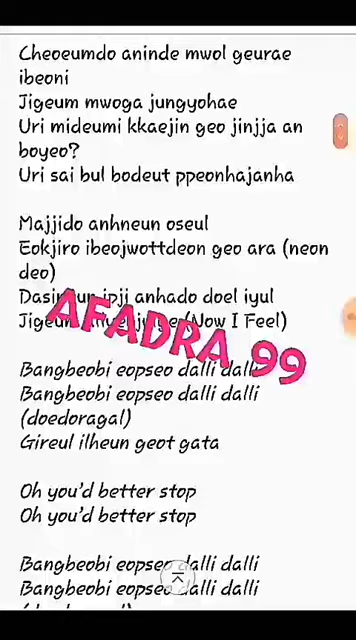 Cheoeumdo aninde mwol geurae
ibeoni
Jigeum mwoga jungyohae
Uri mideumi kkaejin geo jinjja an
boyeo?
Uri sai bul bodeut ppeonhajanha
Majjido anhneun oseul
Eokjiro ibeojwottdeon geo ara (neon
deo)
ipji anhado doel iyul
(Now I Feel)
AFADRA 99
Bangbeobi eopseo dalli dalli
Bangbeobi eopseo dalli dalli
(doedoragal)
Gireul ilheun geot gata
Oh you'd better stop
Oh you'd better stop
Bangbeobi eopseo dalli dalli
Bangbeobi eopseo dalli dalli